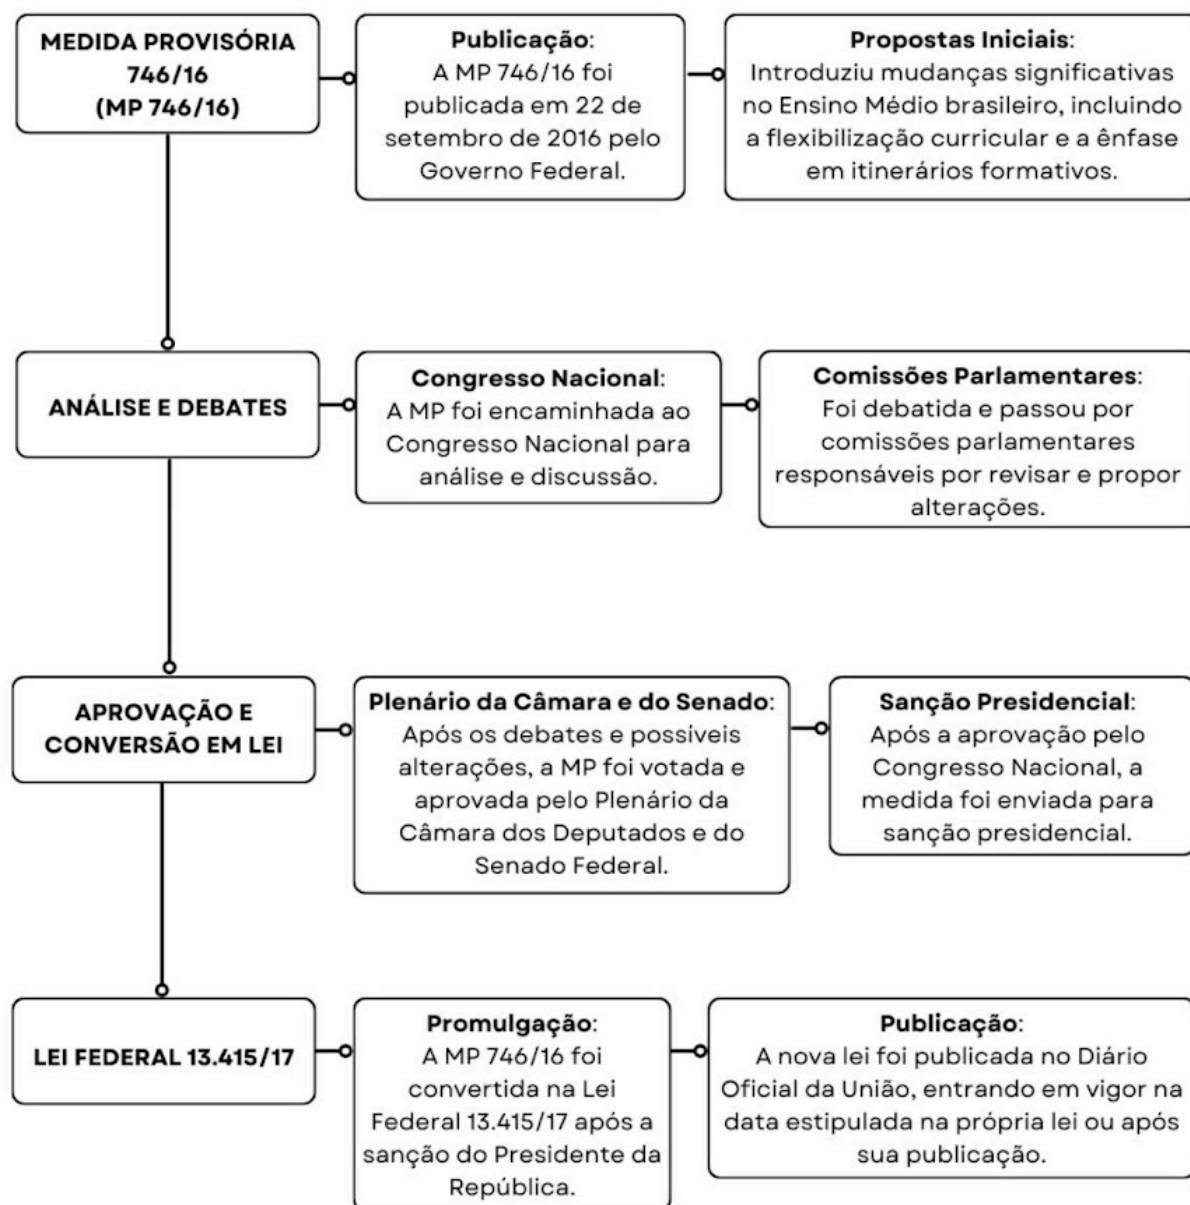 MEDIDA PROVISÓRIA
746/16
(MP 746/16)
Publicação:
A MP 746/16 foi
publicada em 22 de
setembro de 2016 pelo
Governo Federal.
Propostas Iniciais:
Introduziu mudanças significativas
no Ensino Médio brasileiro, incluindo
a flexibilização curricular e a ênfase
em itinerários formativos.
ANÁLISE E DEBATES
Congresso Nacional:
A MP foi encaminhada ao
Congresso Nacional para
análise e discussão.
Comissões Parlamentares:
Foi debatida e passou por
comissões parlamentares
responsáveis por revisar e propor
alterações.
APROVAÇÃO E
CONVERSÃO EM LEI
Plenário da Câmara e do Senado:
Após os debates e possíveis
alterações, a MP foi votada e
aprovada pelo Plenário da
Câmara dos Deputados e do
Senado Federal.
Sanção Presidencial:
Após a aprovação pelo
Congresso Nacional, a
medida foi enviada para
sanção presidencial.
LEI FEDERAL 13.415/17
Promulgação:
A MP 746/16 foi
convertida na Lei
Federal 13.415/17 após a
sanção do Presidente da
República.
Publicação:
A nova lei foi publicada no Diário
Oficial da União, entrando em vigor na
data estipulada na própria lei ou após
sua publicação.